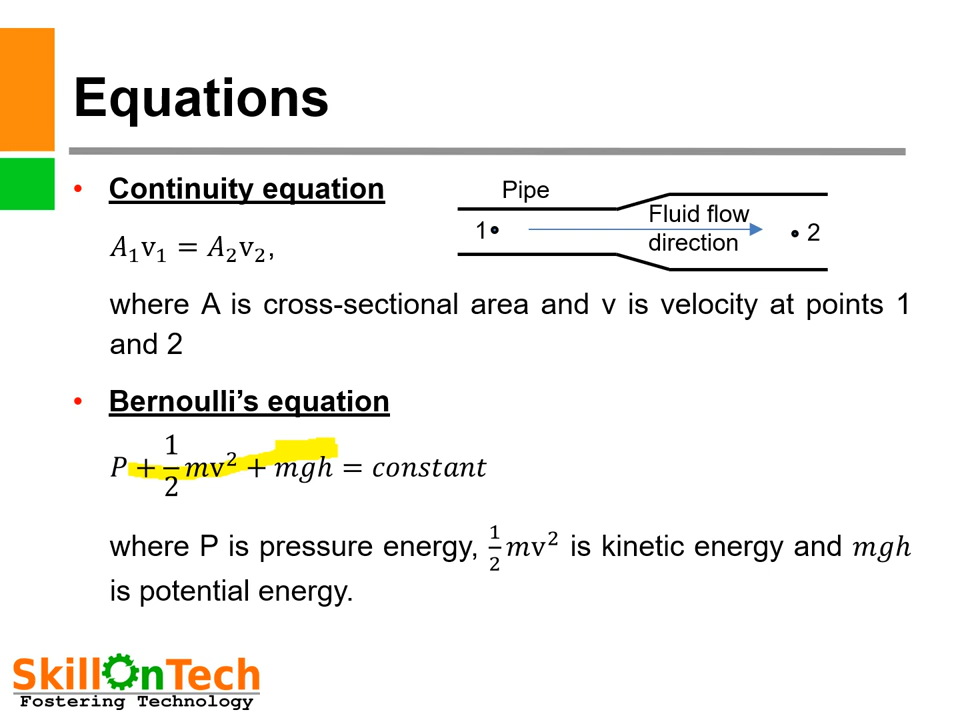 Equations
• Continuity equation
A₁v₁ = A₂v₂,
Pipe
1
Fluid flow
direction
2
where A is cross-sectional area and v is velocity at points 1
and 2
• Bernoulli’s equation
P + 1/2 mv² + mgh = constant
where P is pressure energy, 1/2 mv² is kinetic energy and mgh
is potential energy.
SkillOnTech
Fostering Technology